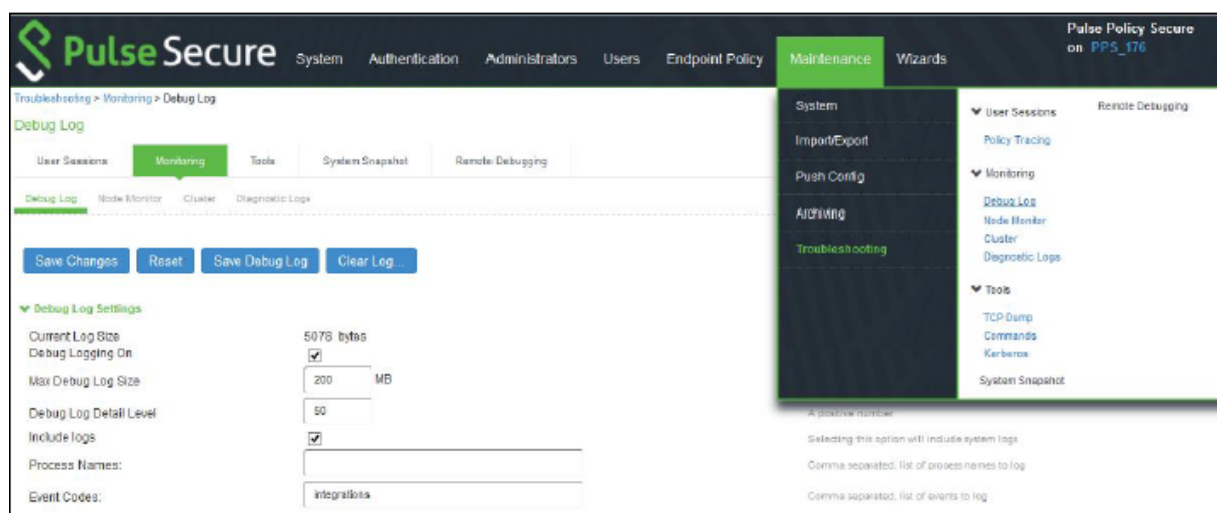 Pulse Secure
System Authentication Administrators Users Endpoint Policy Maintenance Wizards
Pulse Policy Secure
on PPS_176
Troubleshooting > Monitoring > Debug Log
Debug Log
User Sessions Monitoring Tools System Snapshot Remote Debugging
Debug Log Node Monitor Cluster Diagnostic Logs
Save Changes Reset Save Debug Log Clear Log...
Debug Log Settings
Current Log Size 5078 bytes
Debug Logging On
Max Debug Log Size 200 MB
Debug Log Detail Level 50 A positive number
Include logs Selecting this option will include system logs
Process Names: Comma separated, list of process names to log
Event Codes: integrations Comma separated, list of events to log
System
Import/Export
Push Config
Archiving
Troubleshooting
User Sessions
Policy Tracing
Monitoring
Debug Log
Node Monitor
Cluster
Diagnostic Logs
Tools
TCP Dump
Commands
Kerberos
System Snapshot
Remote Debugging